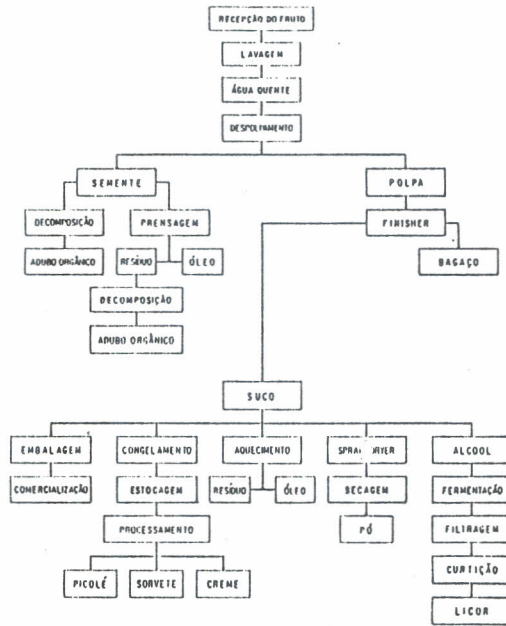 RECEPÇÃO DO FRUTO
LAVAGEM
ÁGUA QUENTE
DESPOLPAMENTO
SEMENTE
POLPA
DECOMPOSIÇÃO
PRENSAGEM
FINISHER
ADUBO ORGÂNICO
RESÍDUO
ÓLEO
BAGAÇO
DECOMPOSIÇÃO
ADUBO ORGÂNICO
SUCO
EMBALAGEM
CONGELAMENTO
AQUECIMENTO
SPRAY DRYER
ALCOOL
COMERCIALIZAÇÃO
ESTOCAGEM
RESÍDUO
ÓLEO
SECAGEM
FERMENTAÇÃO
PROCESSAMENTO
PÓ
FILTRAGEM
PICOLÉ
SORVETE
CREME
CURTIÇÃO
LICOR